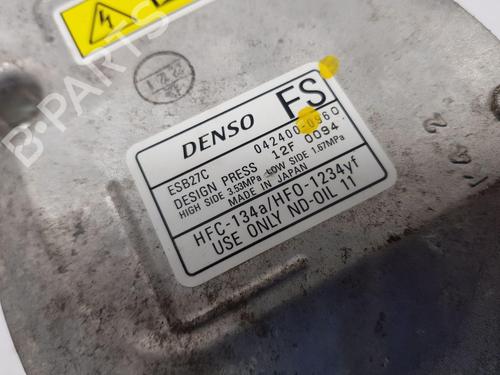 DENSO FS
042400-0960
ESB27C 12F 0094
DESIGN PRESS
HIGH SIDE 3.53MPa LOW SIDE 1.67MPa
MADE IN JAPAN
HFC-134a/HFO-1234yf
USE ONLY ND-OIL 11
B-PARTS